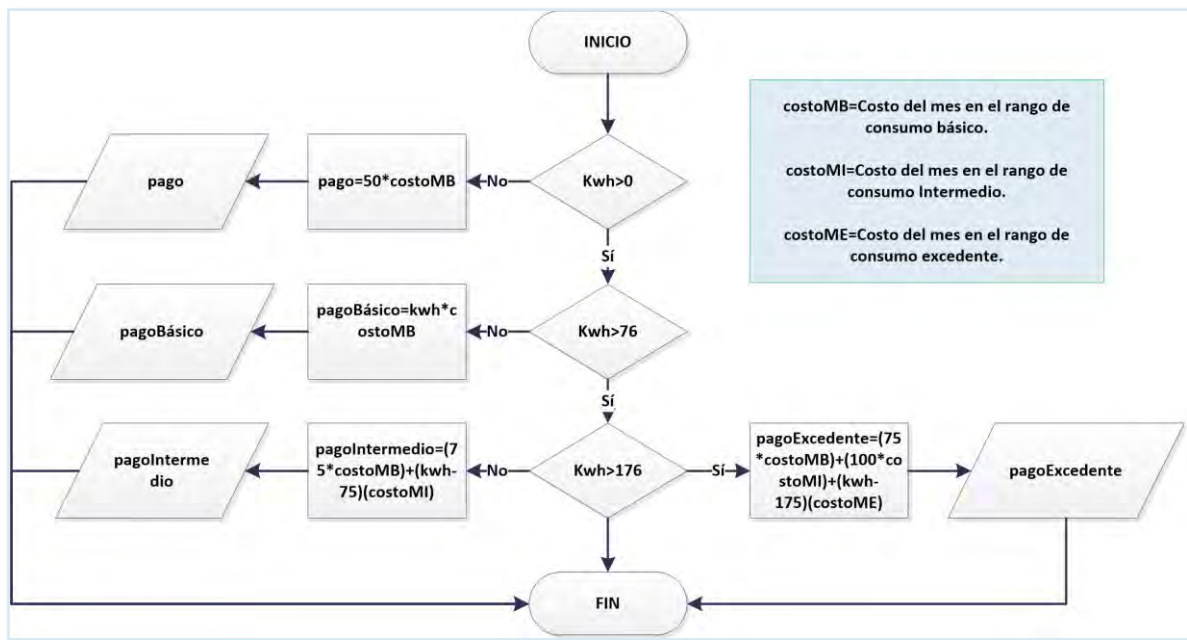 INICIO
costoMB=Costo del mes en el rango de
consumo básico.
costoMI=Costo del mes en el rango de
consumo Intermedio.
costoME=Costo del mes en el rango de
consumo excedente.
pago
pago=50*costoMB
No
Kwh>0
Sí
pagoBásico
pagoBásico=kwh*c
ostoMB
No
Kwh>76
Sí
pagoInterme
dio
pagoIntermedio=(7
5*costoMB)+(kwh-
75)(costoMI)
No
Kwh>176
Sí
pagoExcedente=(75
*costoMB)+(100*co
stoMI)+(kwh-
175)(costoME)
pagoExcedente
FIN